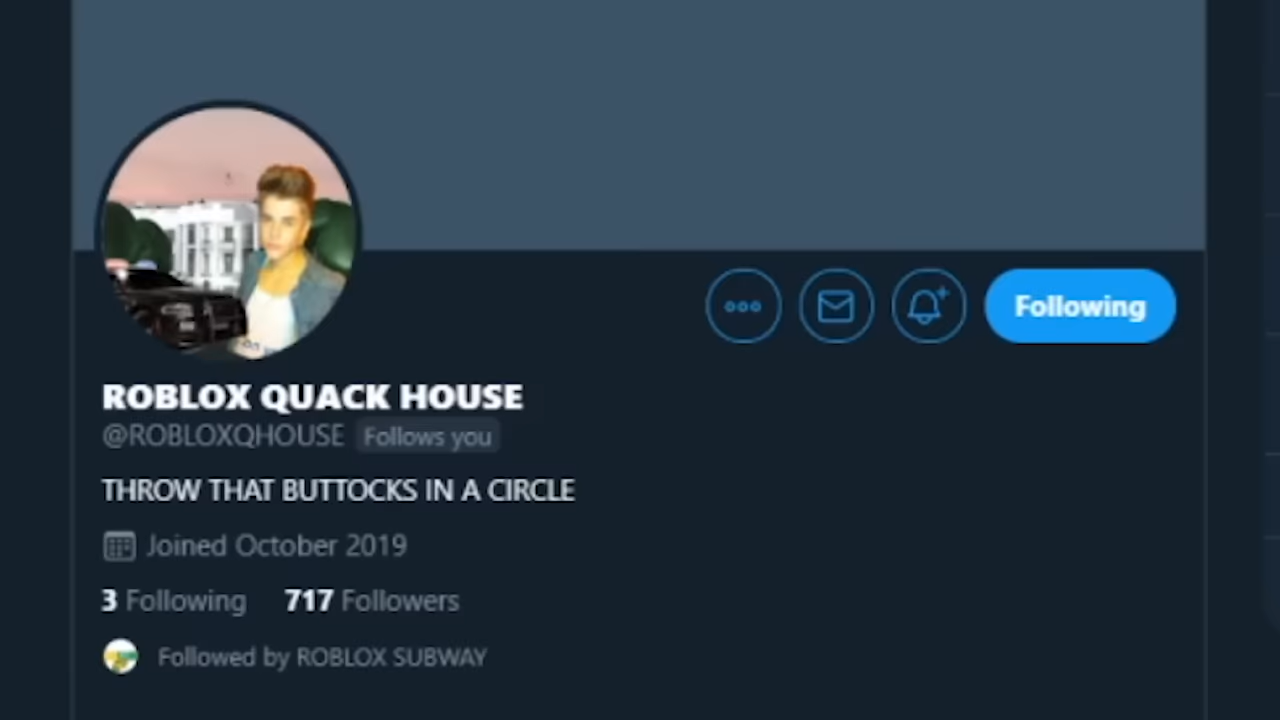 Following
ROBLOX QUACK HOUSE
@ROBLOXQHOUSE Follows you
THROW THAT BUTTOCKS IN A CIRCLE
Joined October 2019
3 Following 717 Followers
Followed by ROBLOX SUBWAY